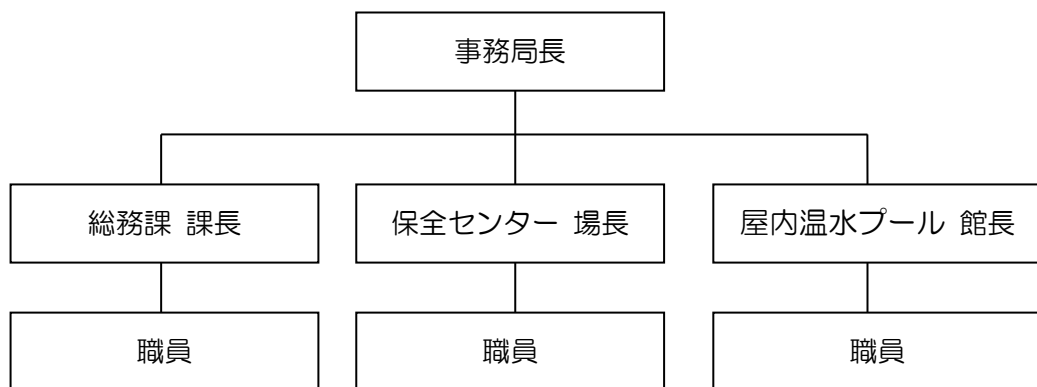 事務局長
総務課 課長
保全センター 場長
屋内温水プール 館長
職員
職員
職員